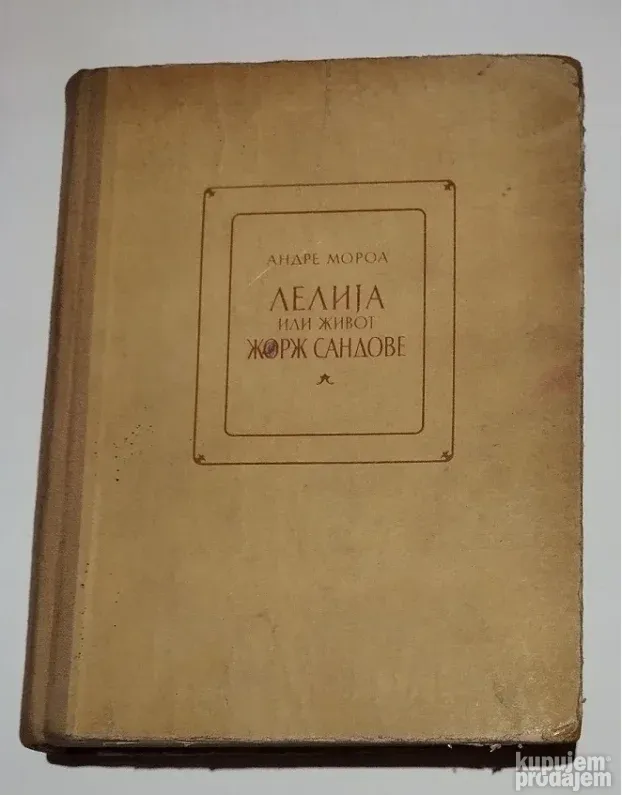 АНДРЕ МОРОА
ЛЕЛИЈА
ИЛИ ЖИВОТ
ЖОРЖ САНДОВЕ
kupujem
prodajem